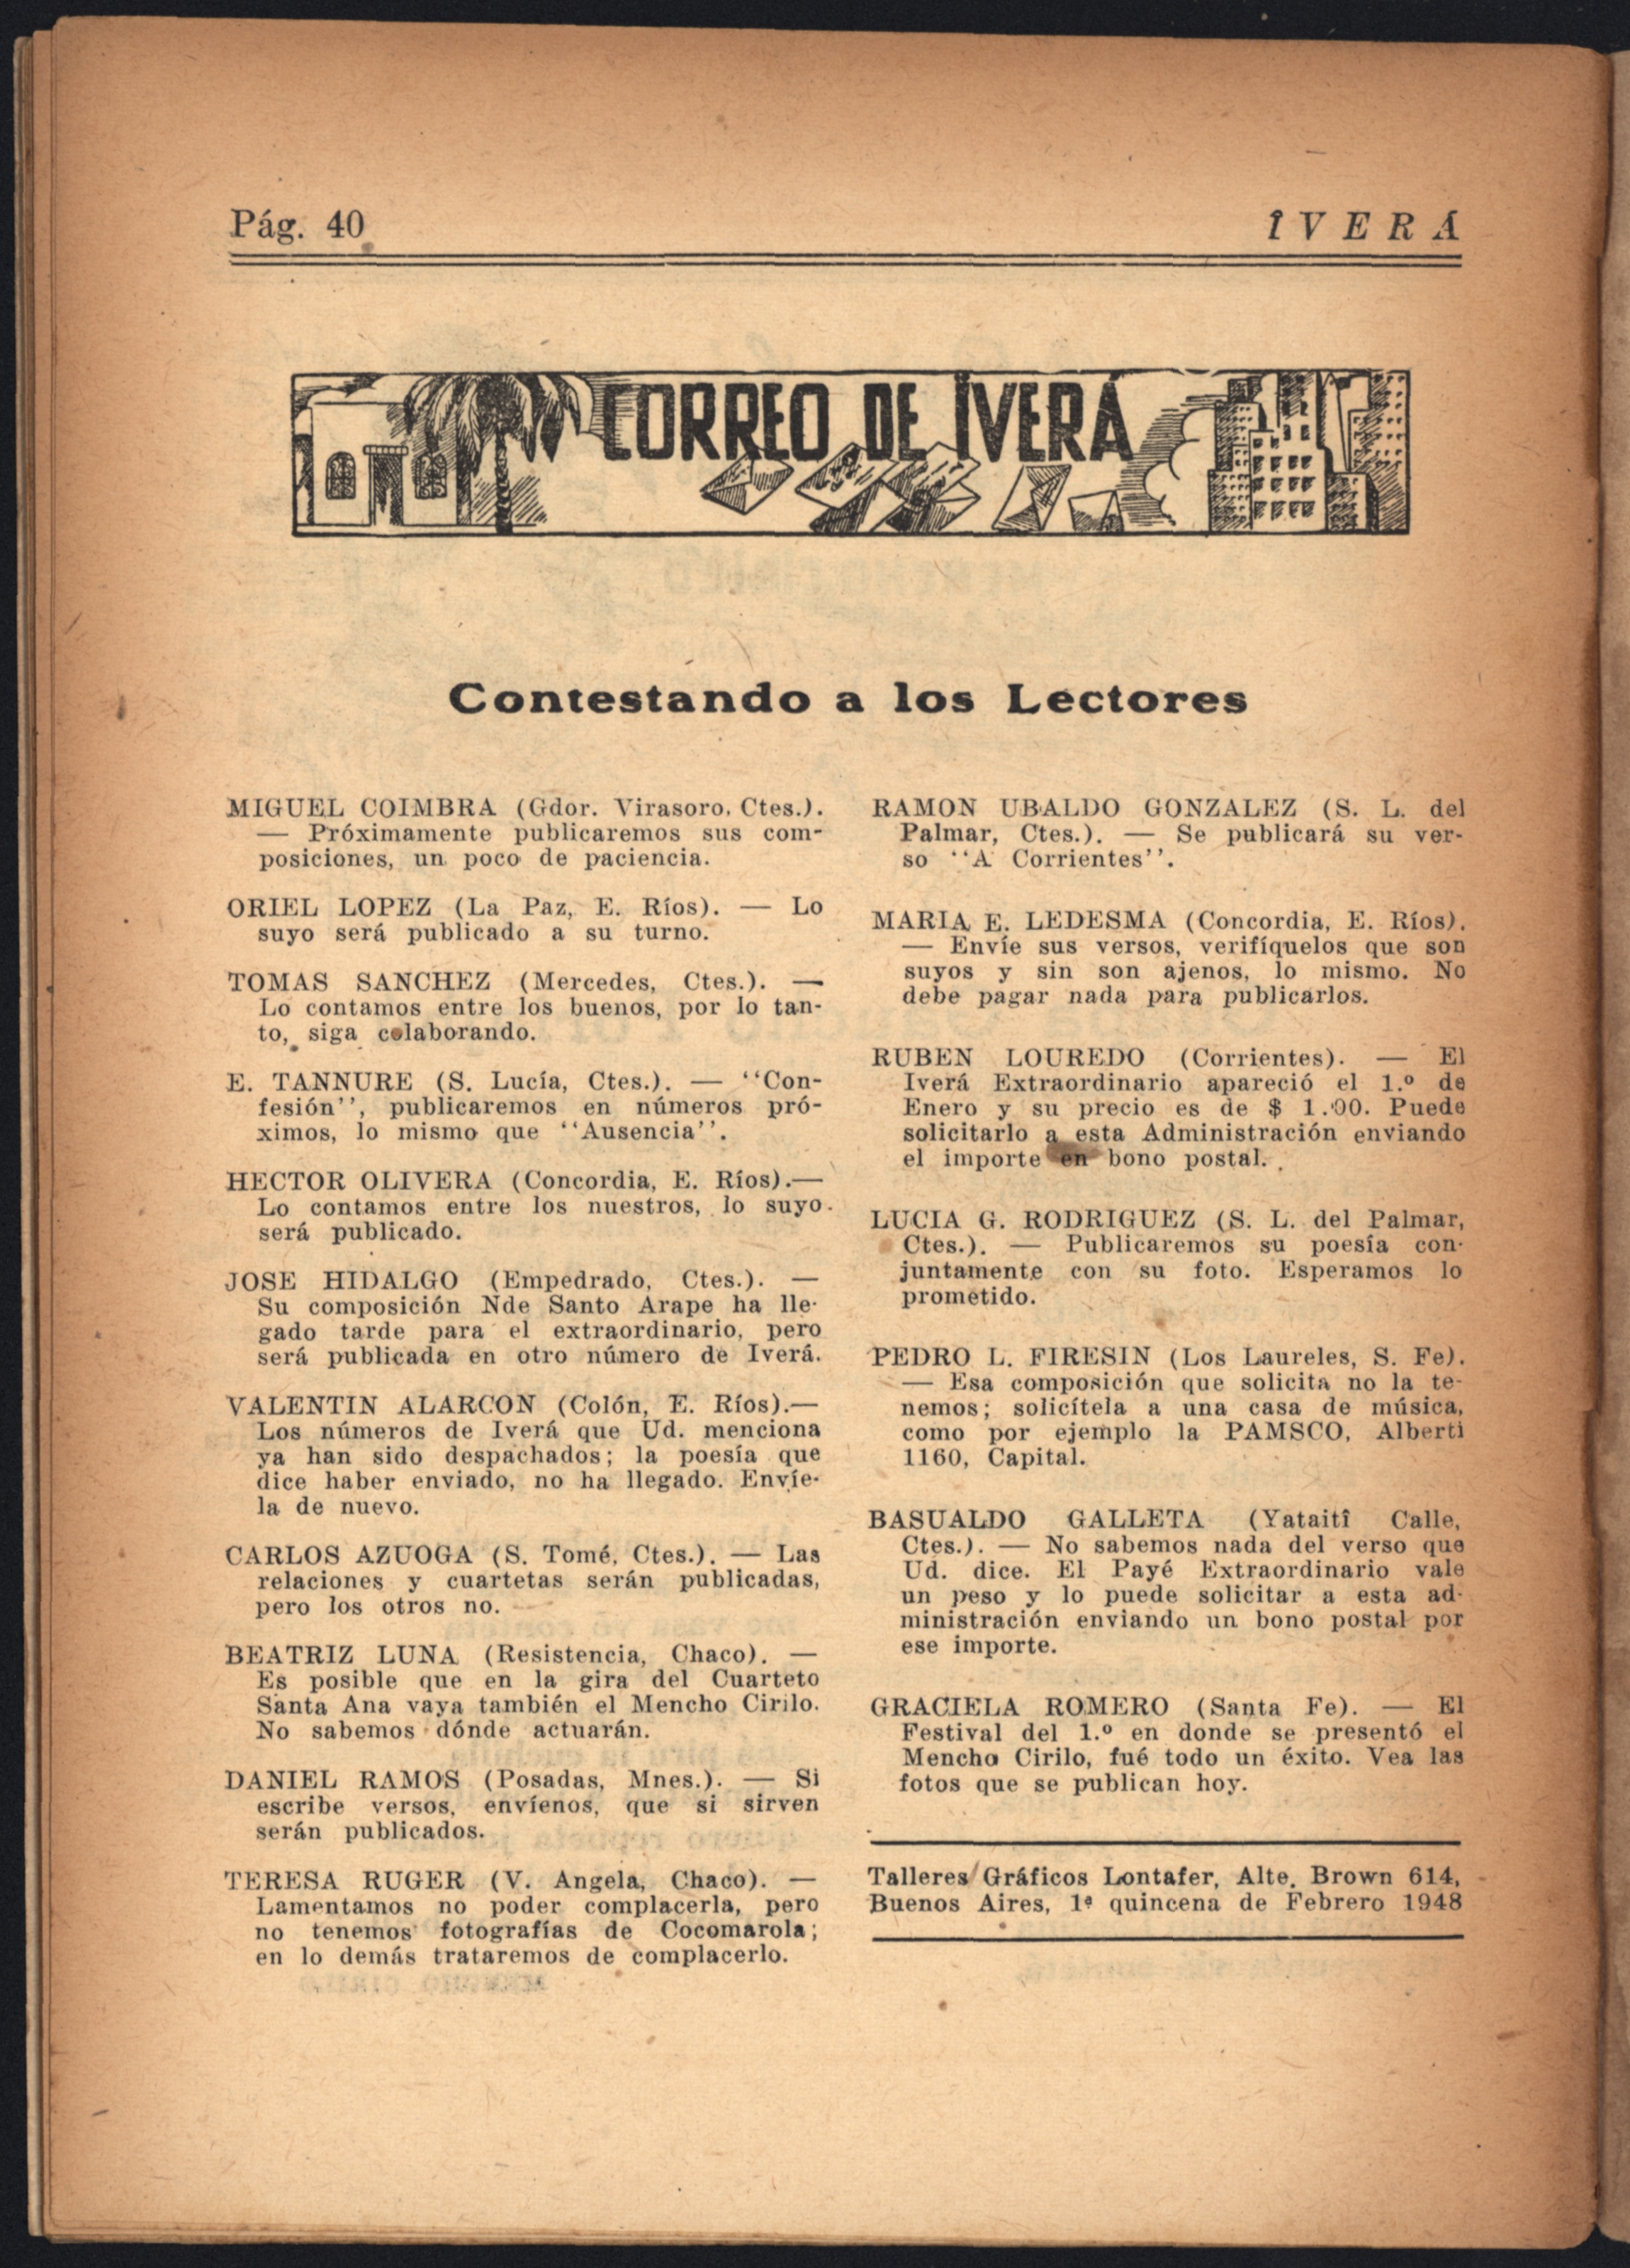 Pág. 40
ÎVERÁ
CORREO DE IVERÁ
Contestando a los Lectores
MIGUEL COIMBRA (Gdor. Virasoro, Ctes.).
— Próximamente publicaremos sus com-
posiciones, un poco de paciencia.
ORIEL LOPEZ (La Paz, E. Ríos). — Lo
suyo será publicado a su turno.
TOMAS SANCHEZ (Mercedes, Ctes.). —
Lo contamos entre los buenos, por lo tan-
to, siga colaborando.
E. TANNURE (S. Lucía, Ctes.). — ''Con-
fesión'', publicaremos en números pró-
ximos, lo mismo que ''Ausencia''.
HECTOR OLIVERA (Concordia, E. Ríos).—
Lo contamos entre los nuestros, lo suyo
será publicado.
JOSE HIDALGO (Empedrado, Ctes.). —
Su composición Nde Santo Arape ha lle-
gado tarde para el extraordinario, pero
será publicada en otro número de Iverá.
VALENTIN ALARCON (Colón, E. Ríos).—
Los números de Iverá que Ud. menciona
ya han sido despachados; la poesía que
dice haber enviado, no ha llegado. Envíe-
la de nuevo.
CARLOS AZUOGA (S. Tomé, Ctes.). — Las
relaciones y cuartetas serán publicadas,
pero los otros no.
BEATRIZ LUNA (Resistencia, Chaco). —
Es posible que en la gira del Cuarteto
Santa Ana vaya también el Mencho Cirilo.
No sabemos dónde actuarán.
DANIEL RAMOS (Posadas, Mnes.). — Si
escribe versos, envíenos, que si sirven
serán publicados.
TERESA RUGER (V. Angela, Chaco). —
Lamentamos no poder complacerla, pero
no tenemos fotografías de Cocomarola;
en lo demás trataremos de complacerlo.
RAMON UBALDO GONZALEZ (S. L. del
Palmar, Ctes.). — Se publicará su ver-
so ''A Corrientes''.
MARIA E. LEDESMA (Concordia, E. Ríos).
— Envíe sus versos, verifíquelos que son
suyos y sin son ajenos, lo mismo. No
debe pagar nada para publicarlos.
RUBEN LOUREDO (Corrientes). — El
Iverá Extraordinario apareció el 1.º de
Enero y su precio es de $ 1.00. Puede
solicitarlo a esta Administración enviando
el importe en bono postal.
LUCIA G. RODRIGUEZ (S. L. del Palmar,
Ctes.). — Publicaremos su poesía con-
juntamente con su foto. Esperamos lo
prometido.
PEDRO L. FIRESIN (Los Laureles, S. Fe).
— Esa composición que solicita no la te-
nemos; solicítela a una casa de música,
como por ejemplo la PAMSCO, Alberti
1160, Capital.
BASUALDO GALLETA (Yataitî Calle,
Ctes.). — No sabemos nada del verso que
Ud. dice. El Payé Extraordinario vale
un peso y lo puede solicitar a esta ad-
ministración enviando un bono postal por
ese importe.
GRACIELA ROMERO (Santa Fe). — El
Festival del 1.º en donde se presentó el
Mencho Cirilo, fué todo un éxito. Vea las
fotos que se publican hoy.
Talleres Gráficos Lontafer, Alte. Brown 614,
Buenos Aires, 1ª quincena de Febrero 1948